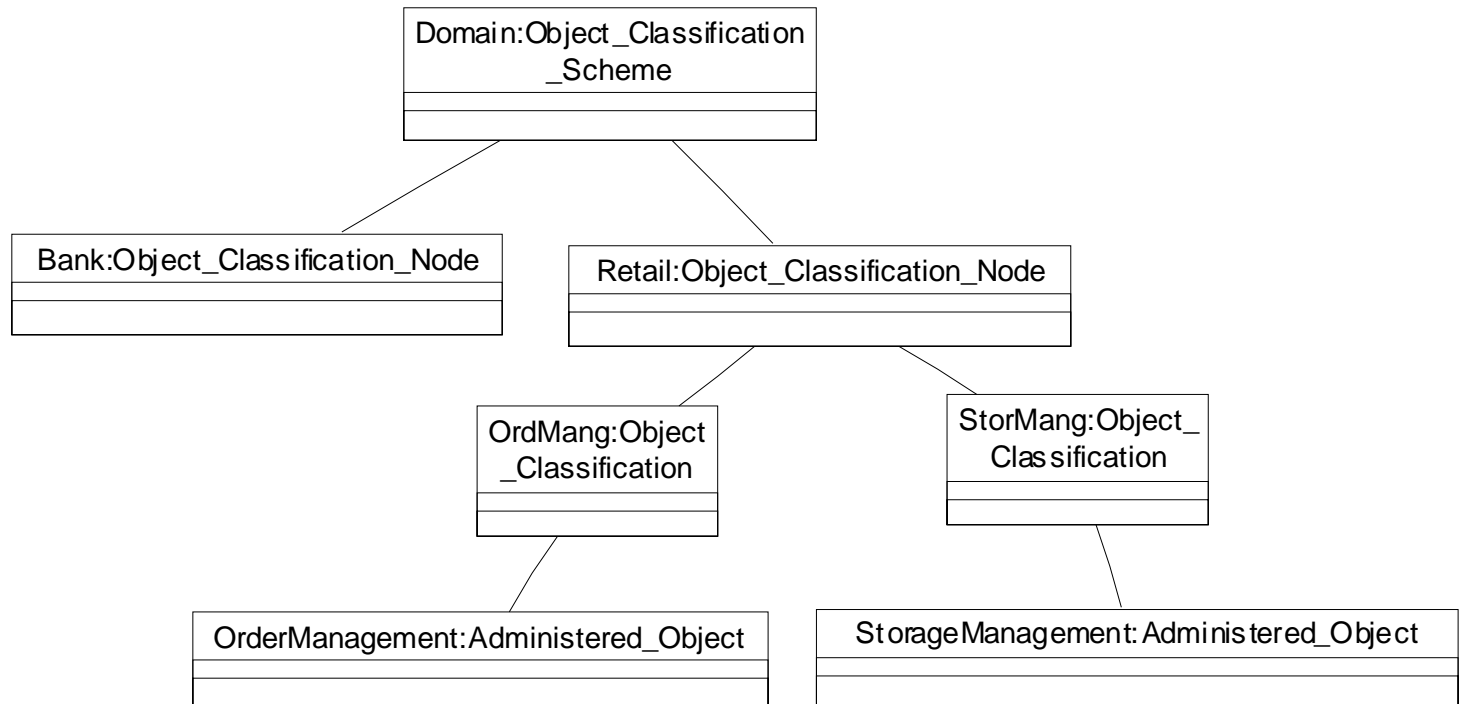 Domain:Object_Classification
_Scheme
Bank:Object_Classification_Node
Retail:Object_Classification_Node
OrdMang:Object
_Classification
StorMang:Object_
Classification
OrderManagement:Administered_Object
StorageManagement:Administered_Object